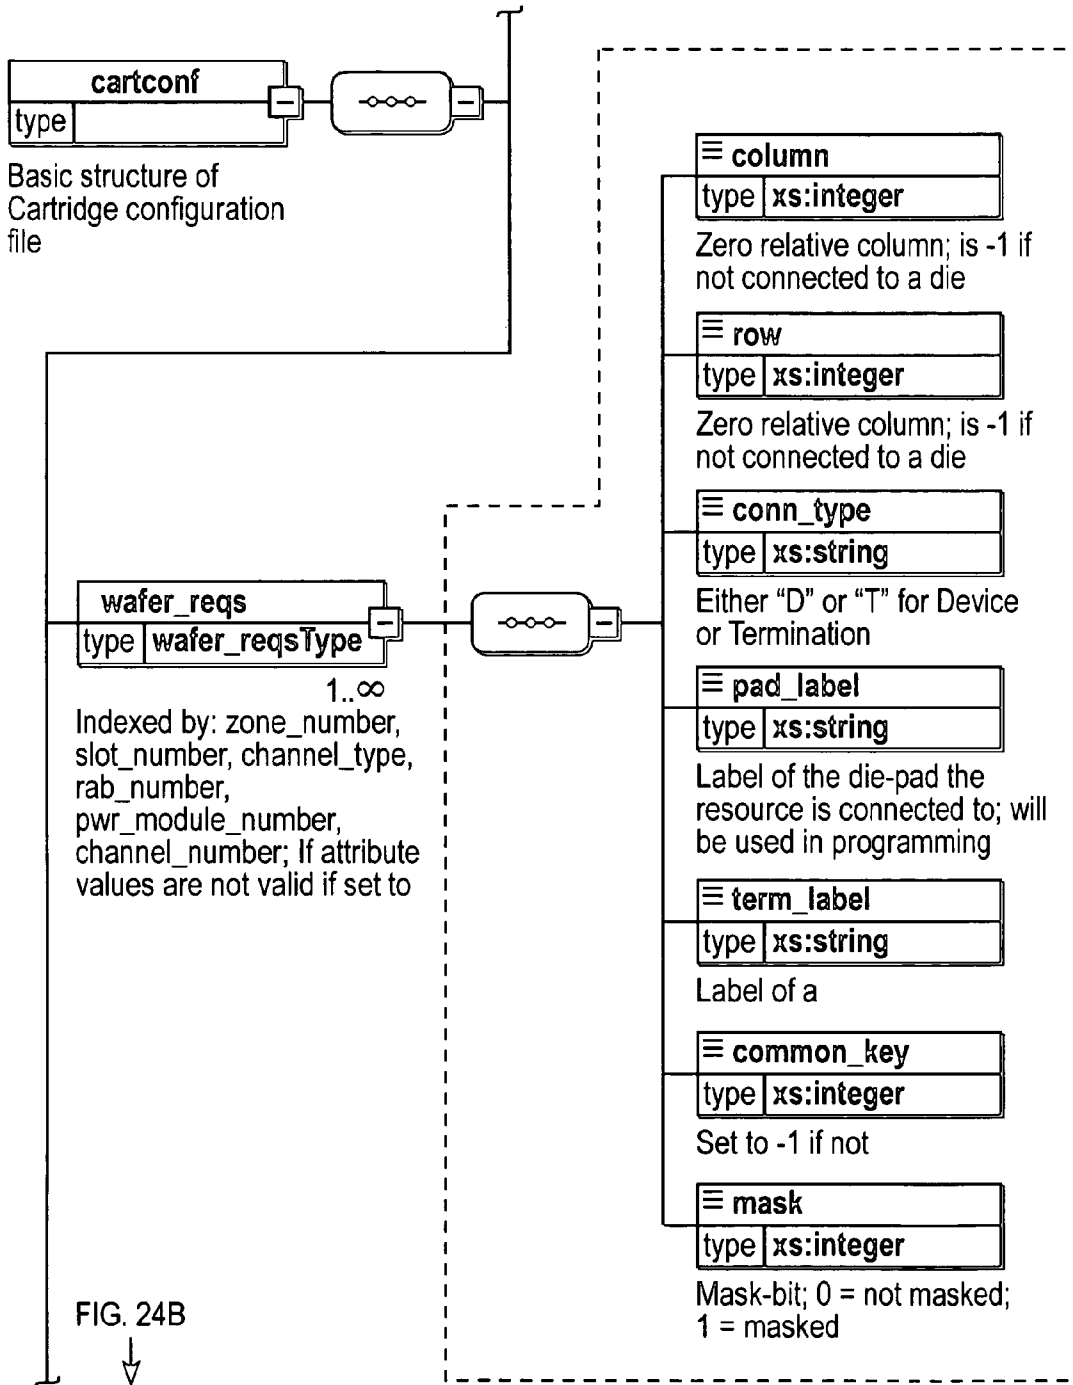 cartconf
type
Basic structure of
Cartridge configuration
file
column
type xs:integer
Zero relative column; is -1 if
not connected to a die
row
type xs:integer
Zero relative column; is -1 if
not connected to a die
conn_type
type xs:string
Either “D” or “T” for Device
or Termination
wafer_reqs
type wafer_reqsType
1..∞
Indexed by: zone_number,
slot_number, channel_type,
rab_number,
pwr_module_number,
channel_number; If attribute
values are not valid if set to
pad_label
type xs:string
Label of the die-pad the
resource is connected to; will
be used in programming
term_label
type xs:string
Label of a
common_key
type xs:integer
Set to -1 if not
mask
type xs:integer
Mask-bit; 0 = not masked;
1 = masked
FIG. 24B